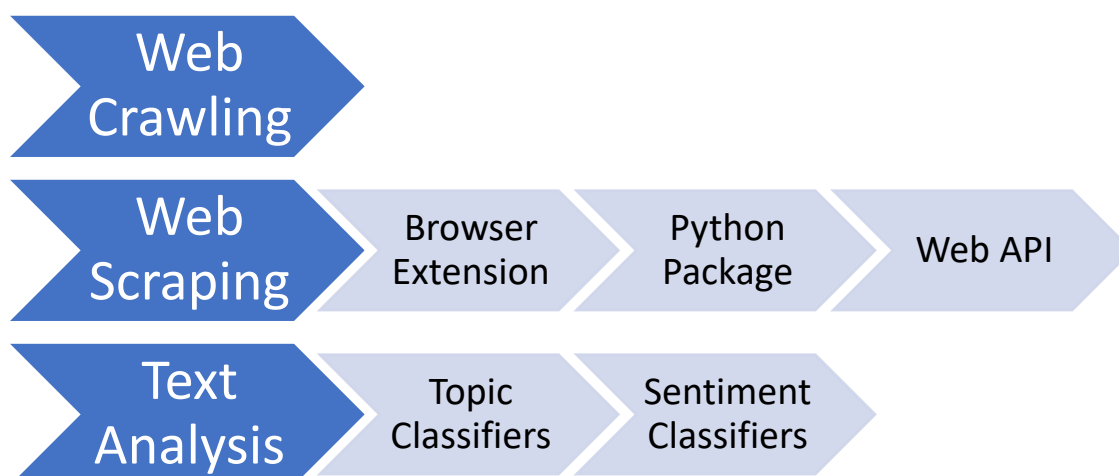 Web
Crawling
Web
Scraping
Browser
Extension
Python
Package
Web API
Text
Analysis
Topic
Classifiers
Sentiment
Classifiers